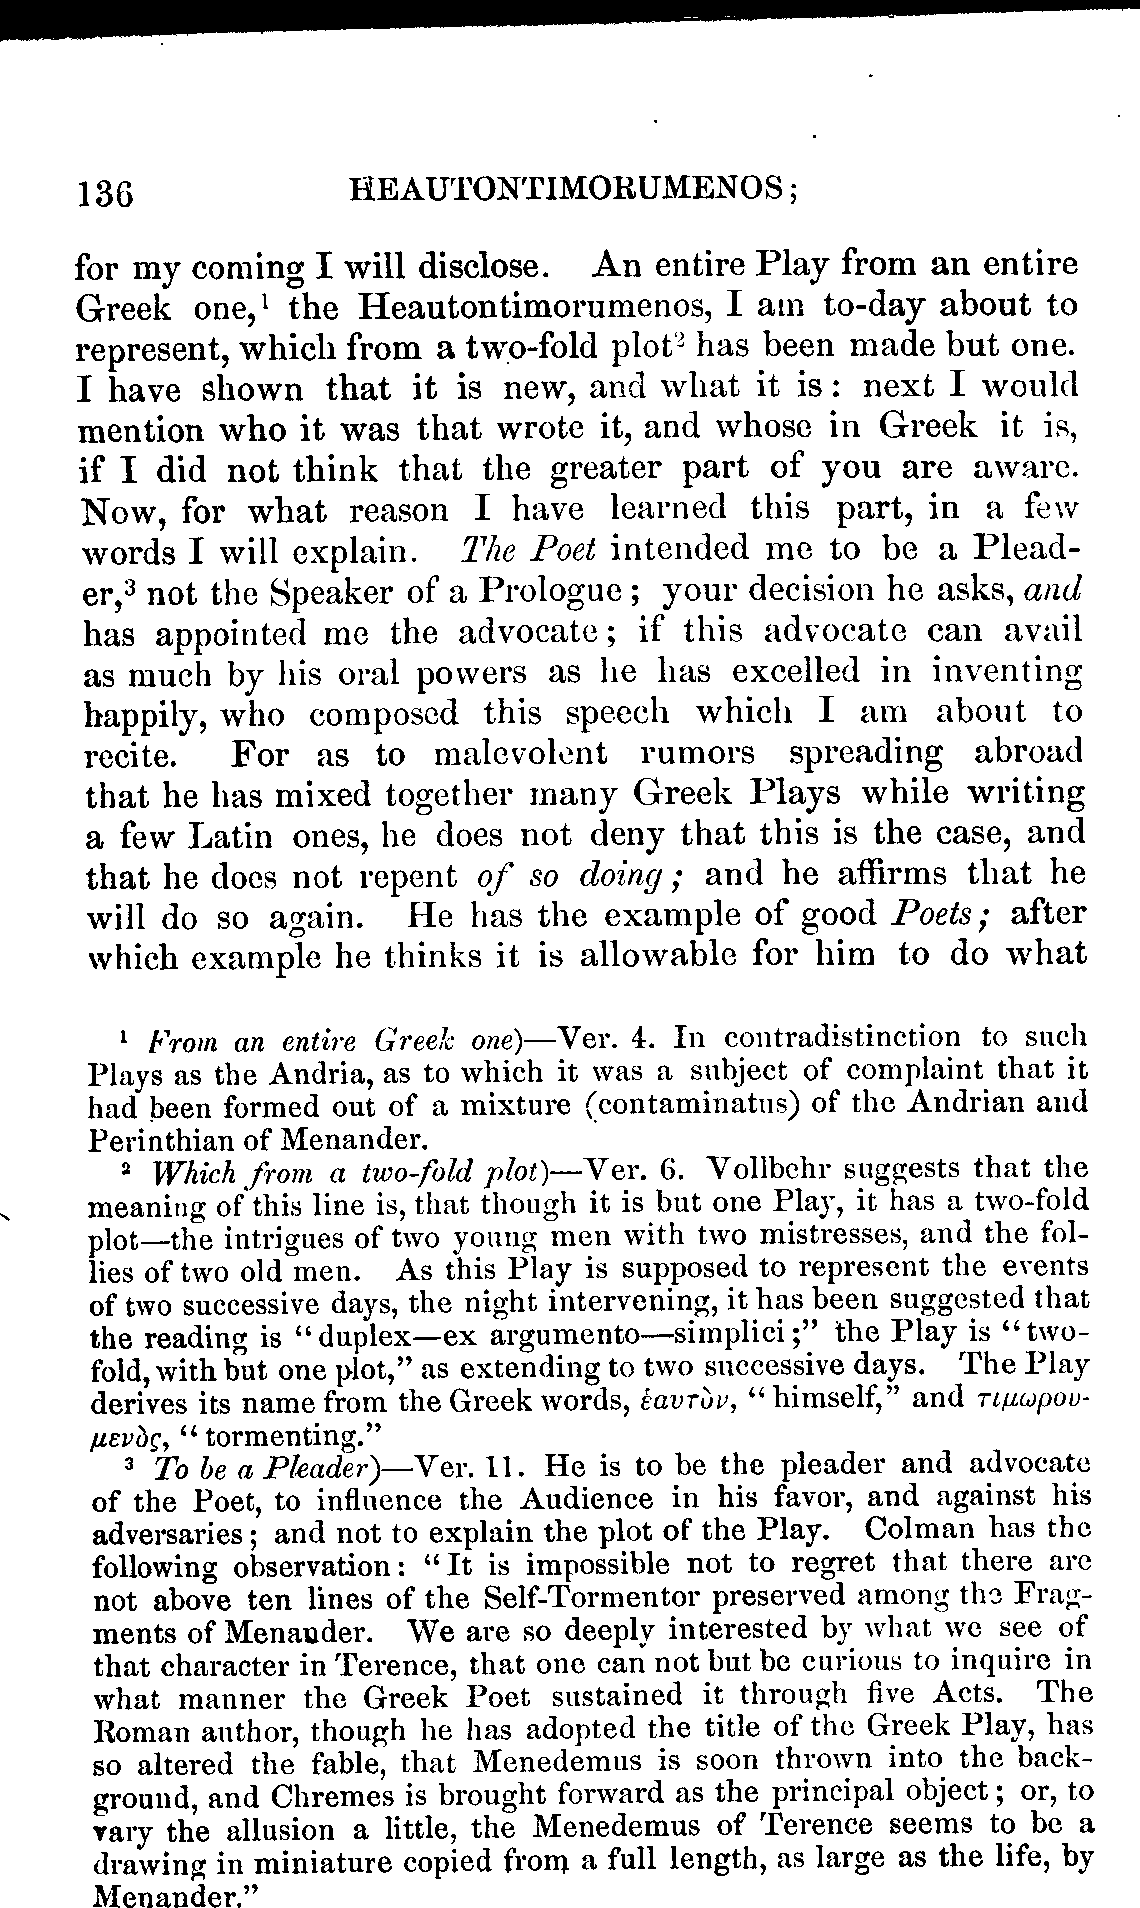 136 HEAUTONTIMORUMENOS;
for my coming I will disclose. An entire Play from an entire
Greek one,¹ the Heautontimorumenos, I am to-day about to
represent, which from a two-fold plot² has been made but one.
I have shown that it is new, and what it is: next I would
mention who it was that wrote it, and whose in Greek it is,
if I did not think that the greater part of you are aware.
Now, for what reason I have learned this part, in a few
words I will explain. The Poet intended me to be a Plead-
er,³ not the Speaker of a Prologue; your decision he asks, and
has appointed me the advocate; if this advocate can avail
as much by his oral powers as he has excelled in inventing
happily, who composed this speech which I am about to
recite. For as to malevolent rumors spreading abroad
that he has mixed together many Greek Plays while writing
a few Latin ones, he does not deny that this is the case, and
that he does not repent of so doing; and he affirms that he
will do so again. He has the example of good Poets; after
which example he thinks it is allowable for him to do what
¹ From an entire Greek one)—Ver. 4. In contradistinction to such
Plays as the Andria, as to which it was a subject of complaint that it
had been formed out of a mixture (contaminatus) of the Andrian and
Perinthian of Menander.
² Which from a two-fold plot)—Ver. 6. Vollbehr suggests that the
meaning of this line is, that though it is but one Play, it has a two-fold
plot—the intrigues of two young men with two mistresses, and the fol-
lies of two old men. As this Play is supposed to represent the events
of two successive days, the night intervening, it has been suggested that
the reading is "duplex—ex argumento—simplici;" the Play is "two-
fold, with but one plot," as extending to two successive days. The Play
derives its name from the Greek words, ἑαυτὸν, "himself," and τιμωρου-
μενὸς, "tormenting."
³ To be a Pleader)—Ver. 11. He is to be the pleader and advocate
of the Poet, to influence the Audience in his favor, and against his
adversaries; and not to explain the plot of the Play. Colman has the
following observation: "It is impossible not to regret that there are
not above ten lines of the Self-Tormentor preserved among the Frag-
ments of Menander. We are so deeply interested by what we see of
that character in Terence, that one can not but be curious to inquire in
what manner the Greek Poet sustained it through five Acts. The
Roman author, though he has adopted the title of the Greek Play, has
so altered the fable, that Menedemus is soon thrown into the back-
ground, and Chremes is brought forward as the principal object; or, to
vary the allusion a little, the Menedemus of Terence seems to be a
drawing in miniature copied from a full length, as large as the life, by
Menander."